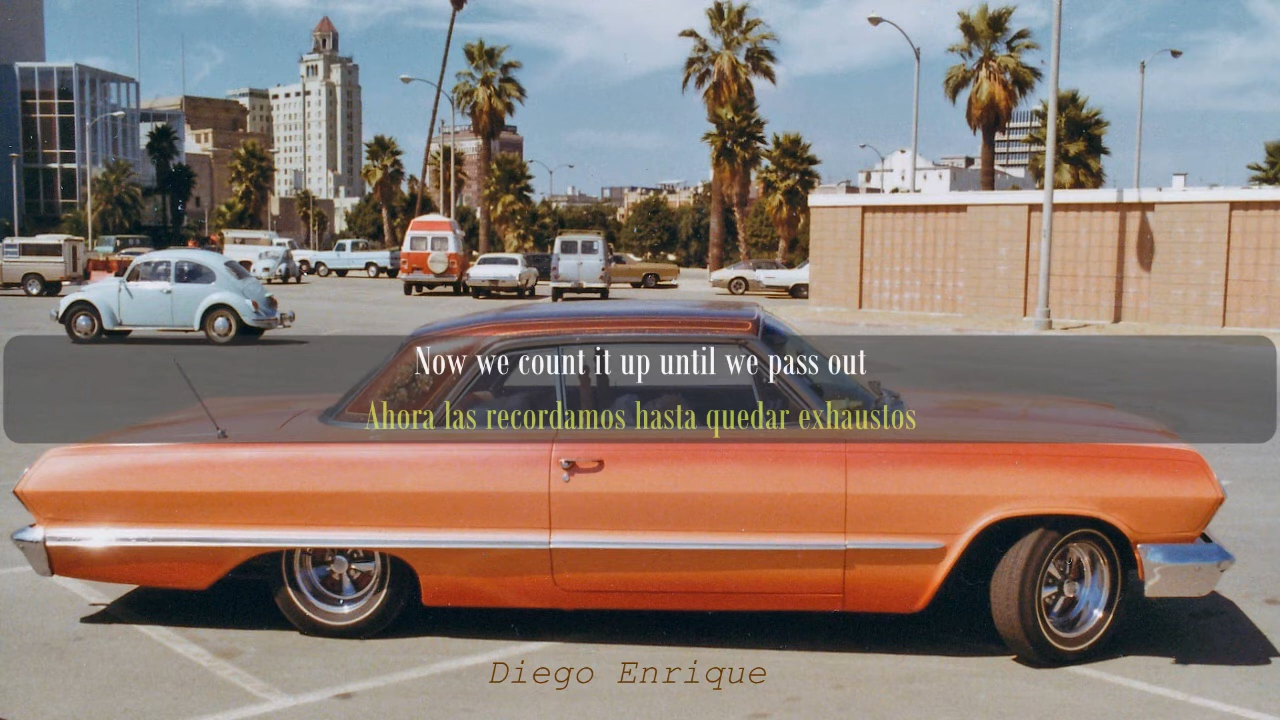 Now we count it up until we pass out
Ahora las recordamos hasta quedar exhaustos
Diego Enrique